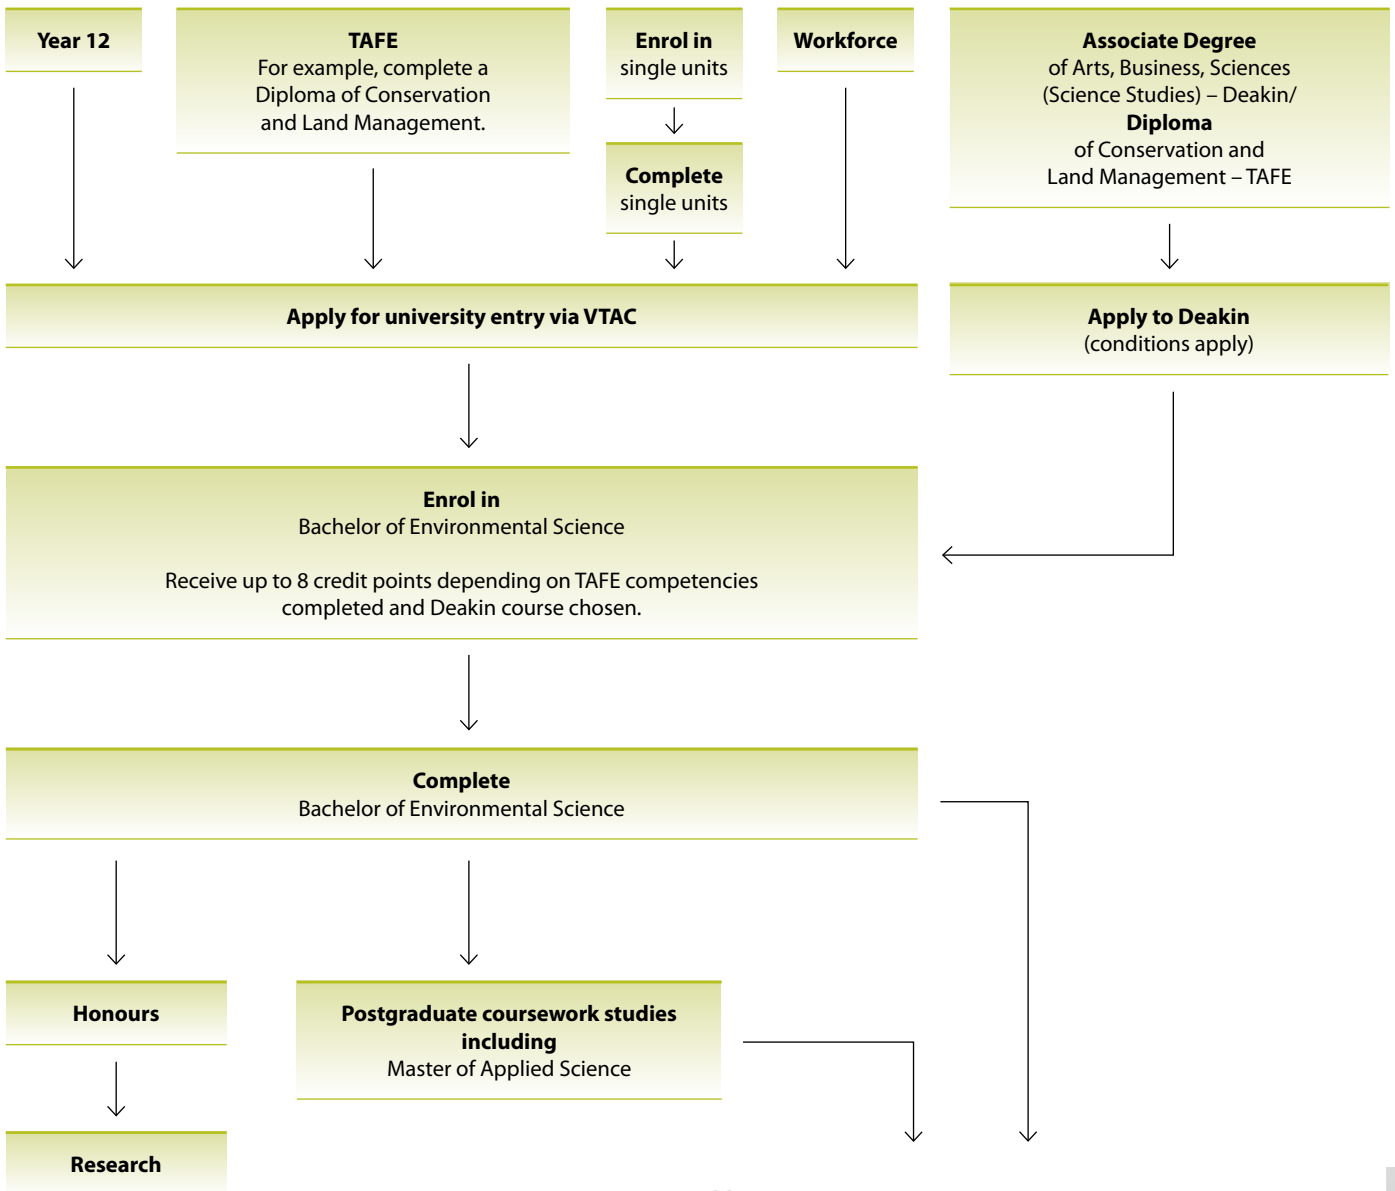 Year 12
TAFE
For example, complete a
Diploma of Conservation
and Land Management.
Enrol in
single units
Complete
single units
Workforce
Associate Degree
of Arts, Business, Sciences
(Science Studies) – Deakin/
Diploma
of Conservation and
Land Management – TAFE
Apply for university entry via VTAC
Apply to Deakin
(conditions apply)
Enrol in
Bachelor of Environmental Science
Receive up to 8 credit points depending on TAFE competencies
completed and Deakin course chosen.
Complete
Bachelor of Environmental Science
Honours
Postgraduate coursework studies
including
Master of Applied Science
Research